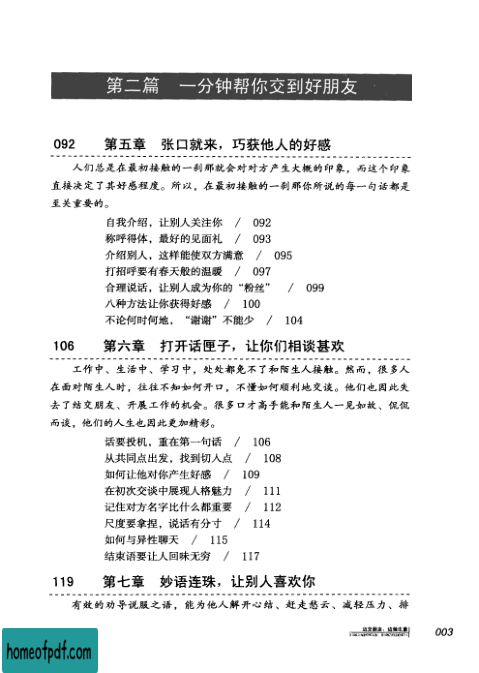 第二篇 一分钟帮你交到好朋友
092 第五章 张口就来，巧获他人的好感
人们总是在最初接触的一刹那就会对对方产生大概的印象，而这个印象
直接决定了其好感程度。所以，在最初接触的一刹那你所说的每一句话都是
至关重要的。
自我介绍，让别人关注你 / 092
称呼得体，最好的见面礼 / 093
介绍别人，这样能使双方满意 / 095
打招呼要有春天般的温暖 / 097
合理说话，让别人成为你的“粉丝” / 099
八种方法让你获得好感 / 100
不论何时何地，“谢谢”不能少 / 104
106 第六章 打开话匣子，让你们相谈甚欢
工作中、生活中、学习中，处处都免不了和陌生人接触。然而，很多人
在面对陌生人时，往往不知如何开口，不懂如何顺利地交谈。他们也因此失
去了结交朋友、开展工作的机会。很多口才高手能和陌生人一见如故、侃侃
而谈，他们的人生也因此更加精彩。
话要投机，重在第一句话 / 106
从共同点出发，找到切入点 / 108
如何让他对你产生好感 / 109
在初次交谈中展现人格魅力 / 111
记住对方名字比什么都重要 / 112
尺度要拿捏，说话有分寸 / 114
如何与异性聊天 / 115
结束语要让人回味无穷 / 117
119 第七章 妙语连珠，让别人喜欢你
有效的劝导说服之语，能为他人解开心结、赶走愁云、减轻压力、排
003
homeofpdf.com